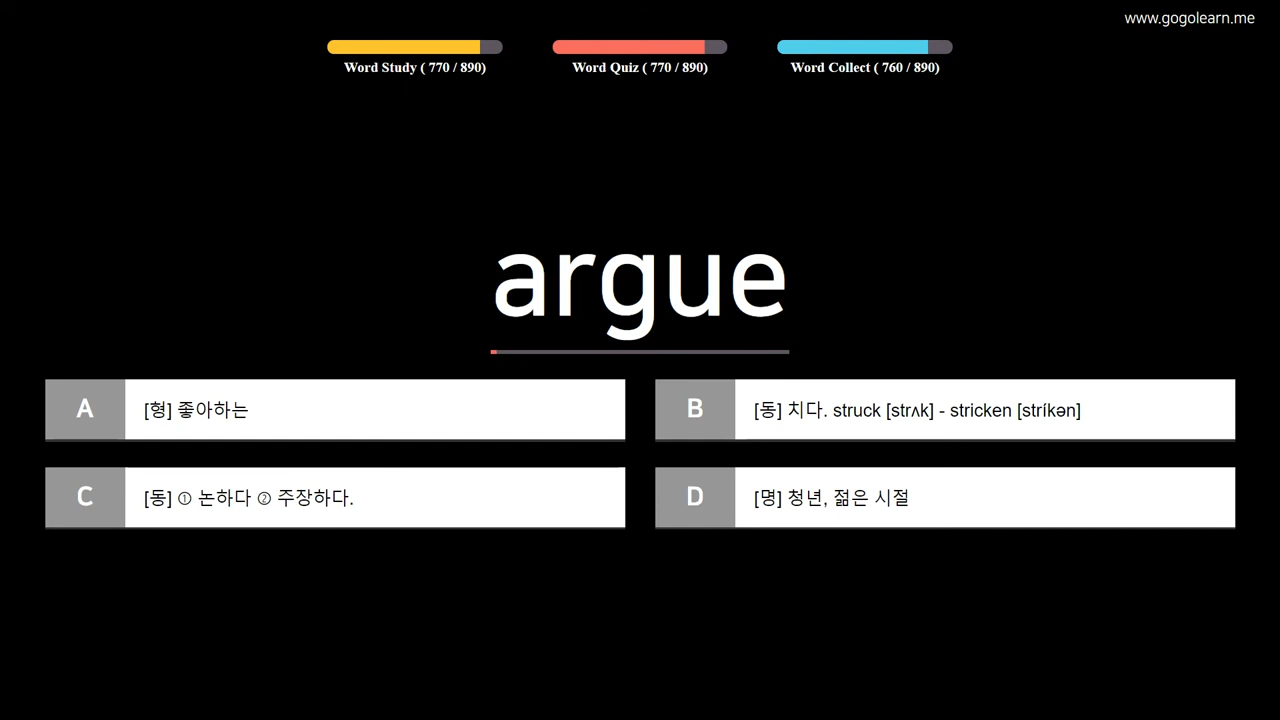 www.gogolearn.me
Word Study ( 770 / 890)
Word Quiz ( 770 / 890)
Word Collect ( 760 / 890)
argue
A [형] 좋아하는
B [동] 치다. struck [strʌk] - stricken [stríkən]
C [동] ① 논하다 ② 주장하다.
D [명] 청년, 젊은 시절